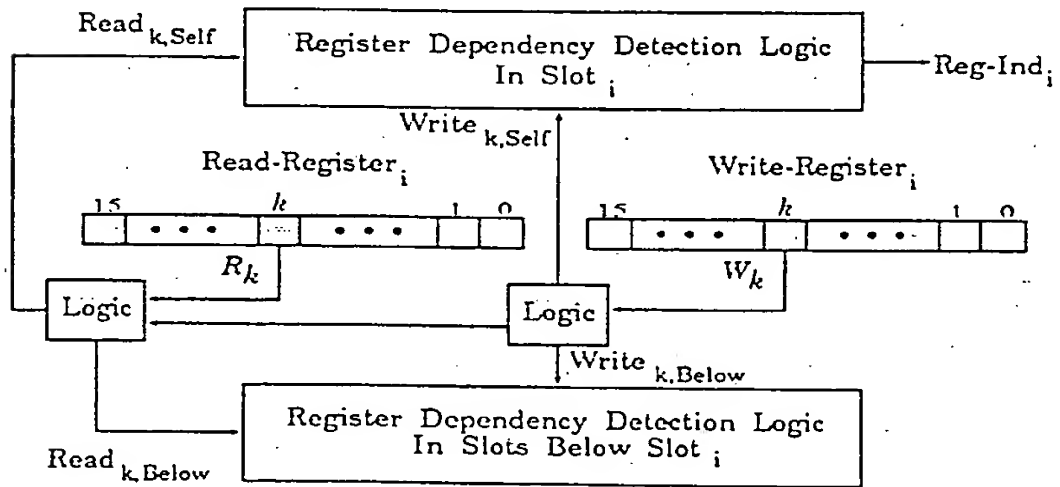 Read k,Self
Register Dependency Detection Logic
In Slot i
Reg-Ind i
Write k,Self
Read-Register i
Write-Register i
15 k 1 0
15 k 1 0
R k
W k
Logic
Logic
Write k,Below
Register Dependency Detection Logic
In Slots Below Slot i
Read k,Below